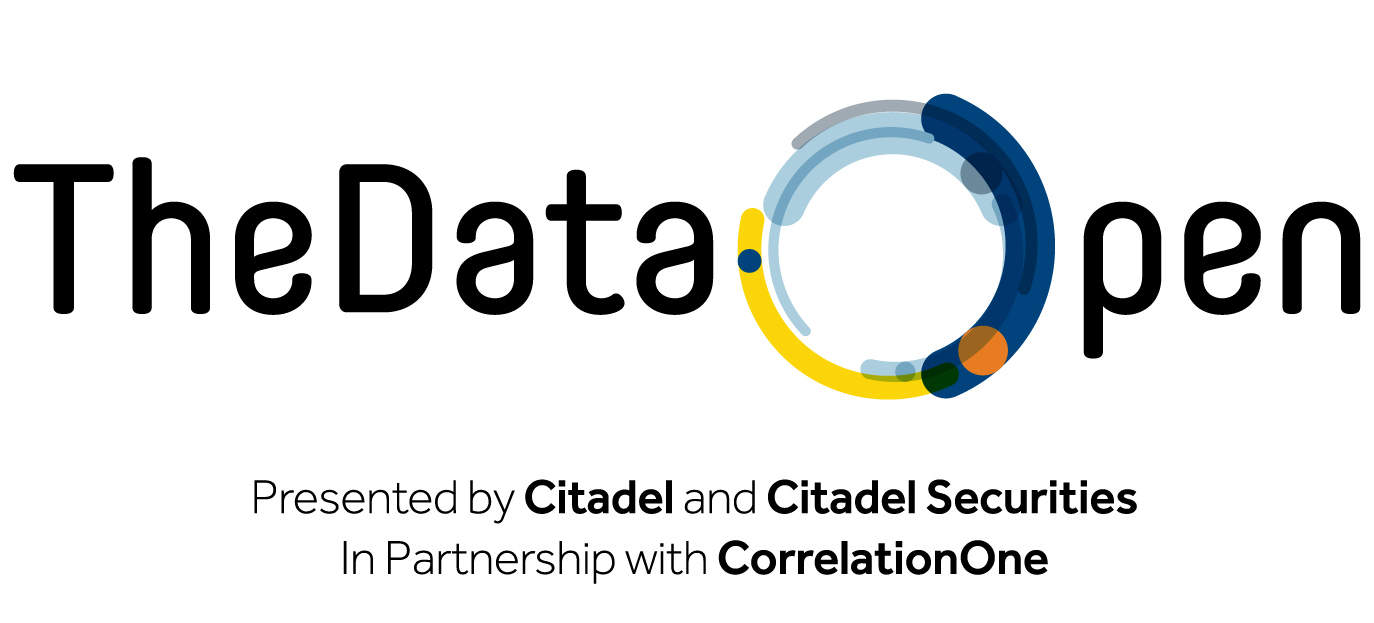 TheDataOpen
Presented by Citadel and Citadel Securities
In Partnership with CorrelationOne